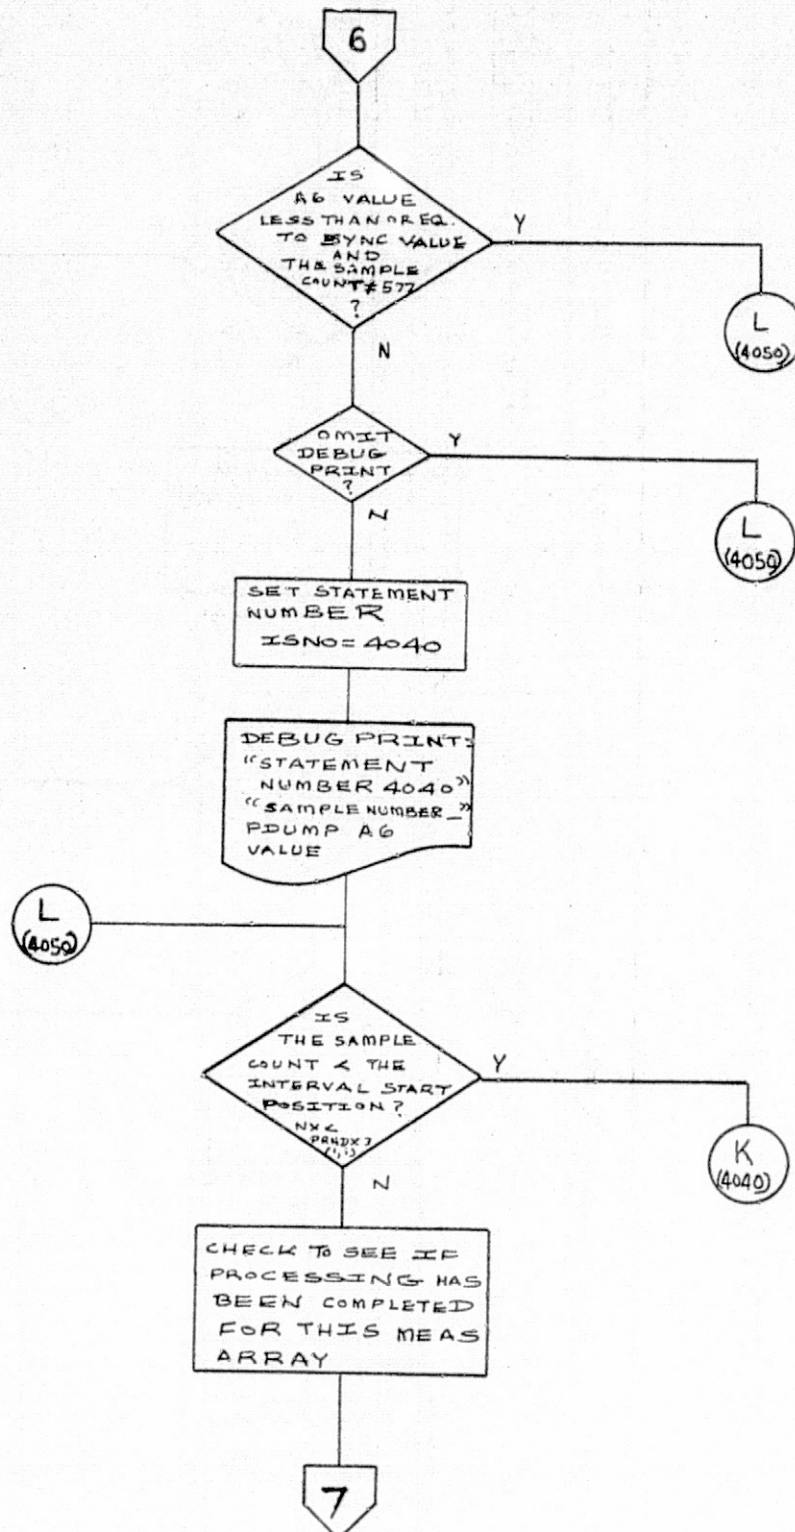 6
IS
A6 VALUE
LESS THAN OR EQ.
TO SYNC VALUE
AND
THE SAMPLE
COUNT ≠ 577
?
Y
L
(4050)
N
OMIT
DEBUG
PRINT
?
Y
L
(4050)
N
SET STATEMENT
NUMBER
ISNO = 4040
DEBUG PRINT:
"STATEMENT
NUMBER 4040"
"SAMPLE NUMBER _"
PDUMP A6
VALUE
L
(4050)
IS
THE SAMPLE
COUNT < THE
INTERVAL START
POSITION?
NX <
Y
K
(4040)
N
CHECK TO SEE IF
PROCESSING HAS
BEEN COMPLETED
FOR THIS MEAS
ARRAY
7